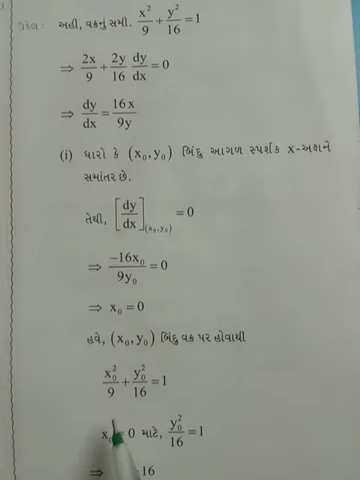 ઉકેલ : અહીં, વક્રનું સમી. x²/9 + y²/16 = 1
⇒ 2x/9 + 2y/16 dy/dx = 0
⇒ dy/dx = 16x/9y
(i) ધારો કે (x₀, y₀) બિંદુ આગળ સ્પર્શક x-અક્ષને
સમાંતર છે.
તેથી, [dy/dx](x₀, y₀) = 0
⇒ -16x₀/9y₀ = 0
⇒ x₀ = 0
હવે, (x₀, y₀) બિંદુ વક્ર પર હોવાથી
x₀²/9 + y₀²/16 = 1
x₀ = 0 માટે, y₀²/16 = 1
⇒ 16